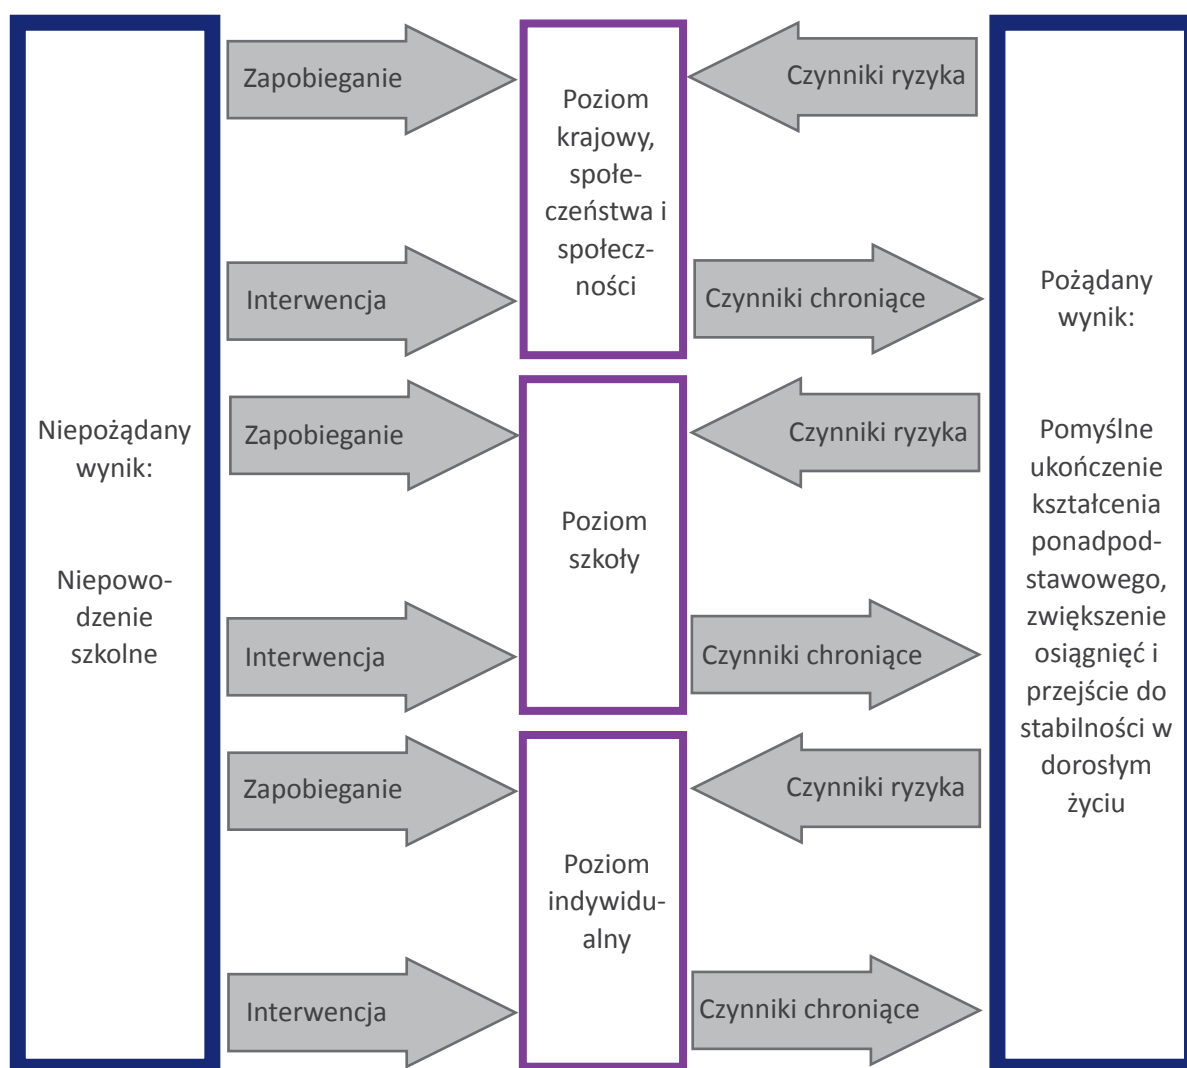 Niepożądany
wynik:
Niepowo-
dzenie
szkolne
Zapobieganie
Interwencja
Zapobieganie
Interwencja
Zapobieganie
Interwencja
Poziom
krajowy,
społe-
czeństwa i
społecz-
ności
Poziom
szkoły
Poziom
indywidu-
alny
Czynniki ryzyka
Czynniki chroniące
Czynniki ryzyka
Czynniki chroniące
Czynniki ryzyka
Czynniki chroniące
Pożądany
wynik:
Pomyślne
ukończenie
kształcenia
ponadpod-
stawowego,
zwiększenie
osiągnięć i
przejście do
stabilności w
dorosłym
życiu